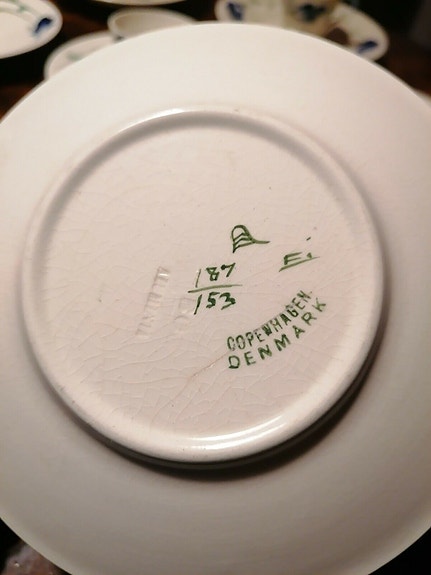 E.
187
153
COPENHAGEN.
DENMARK